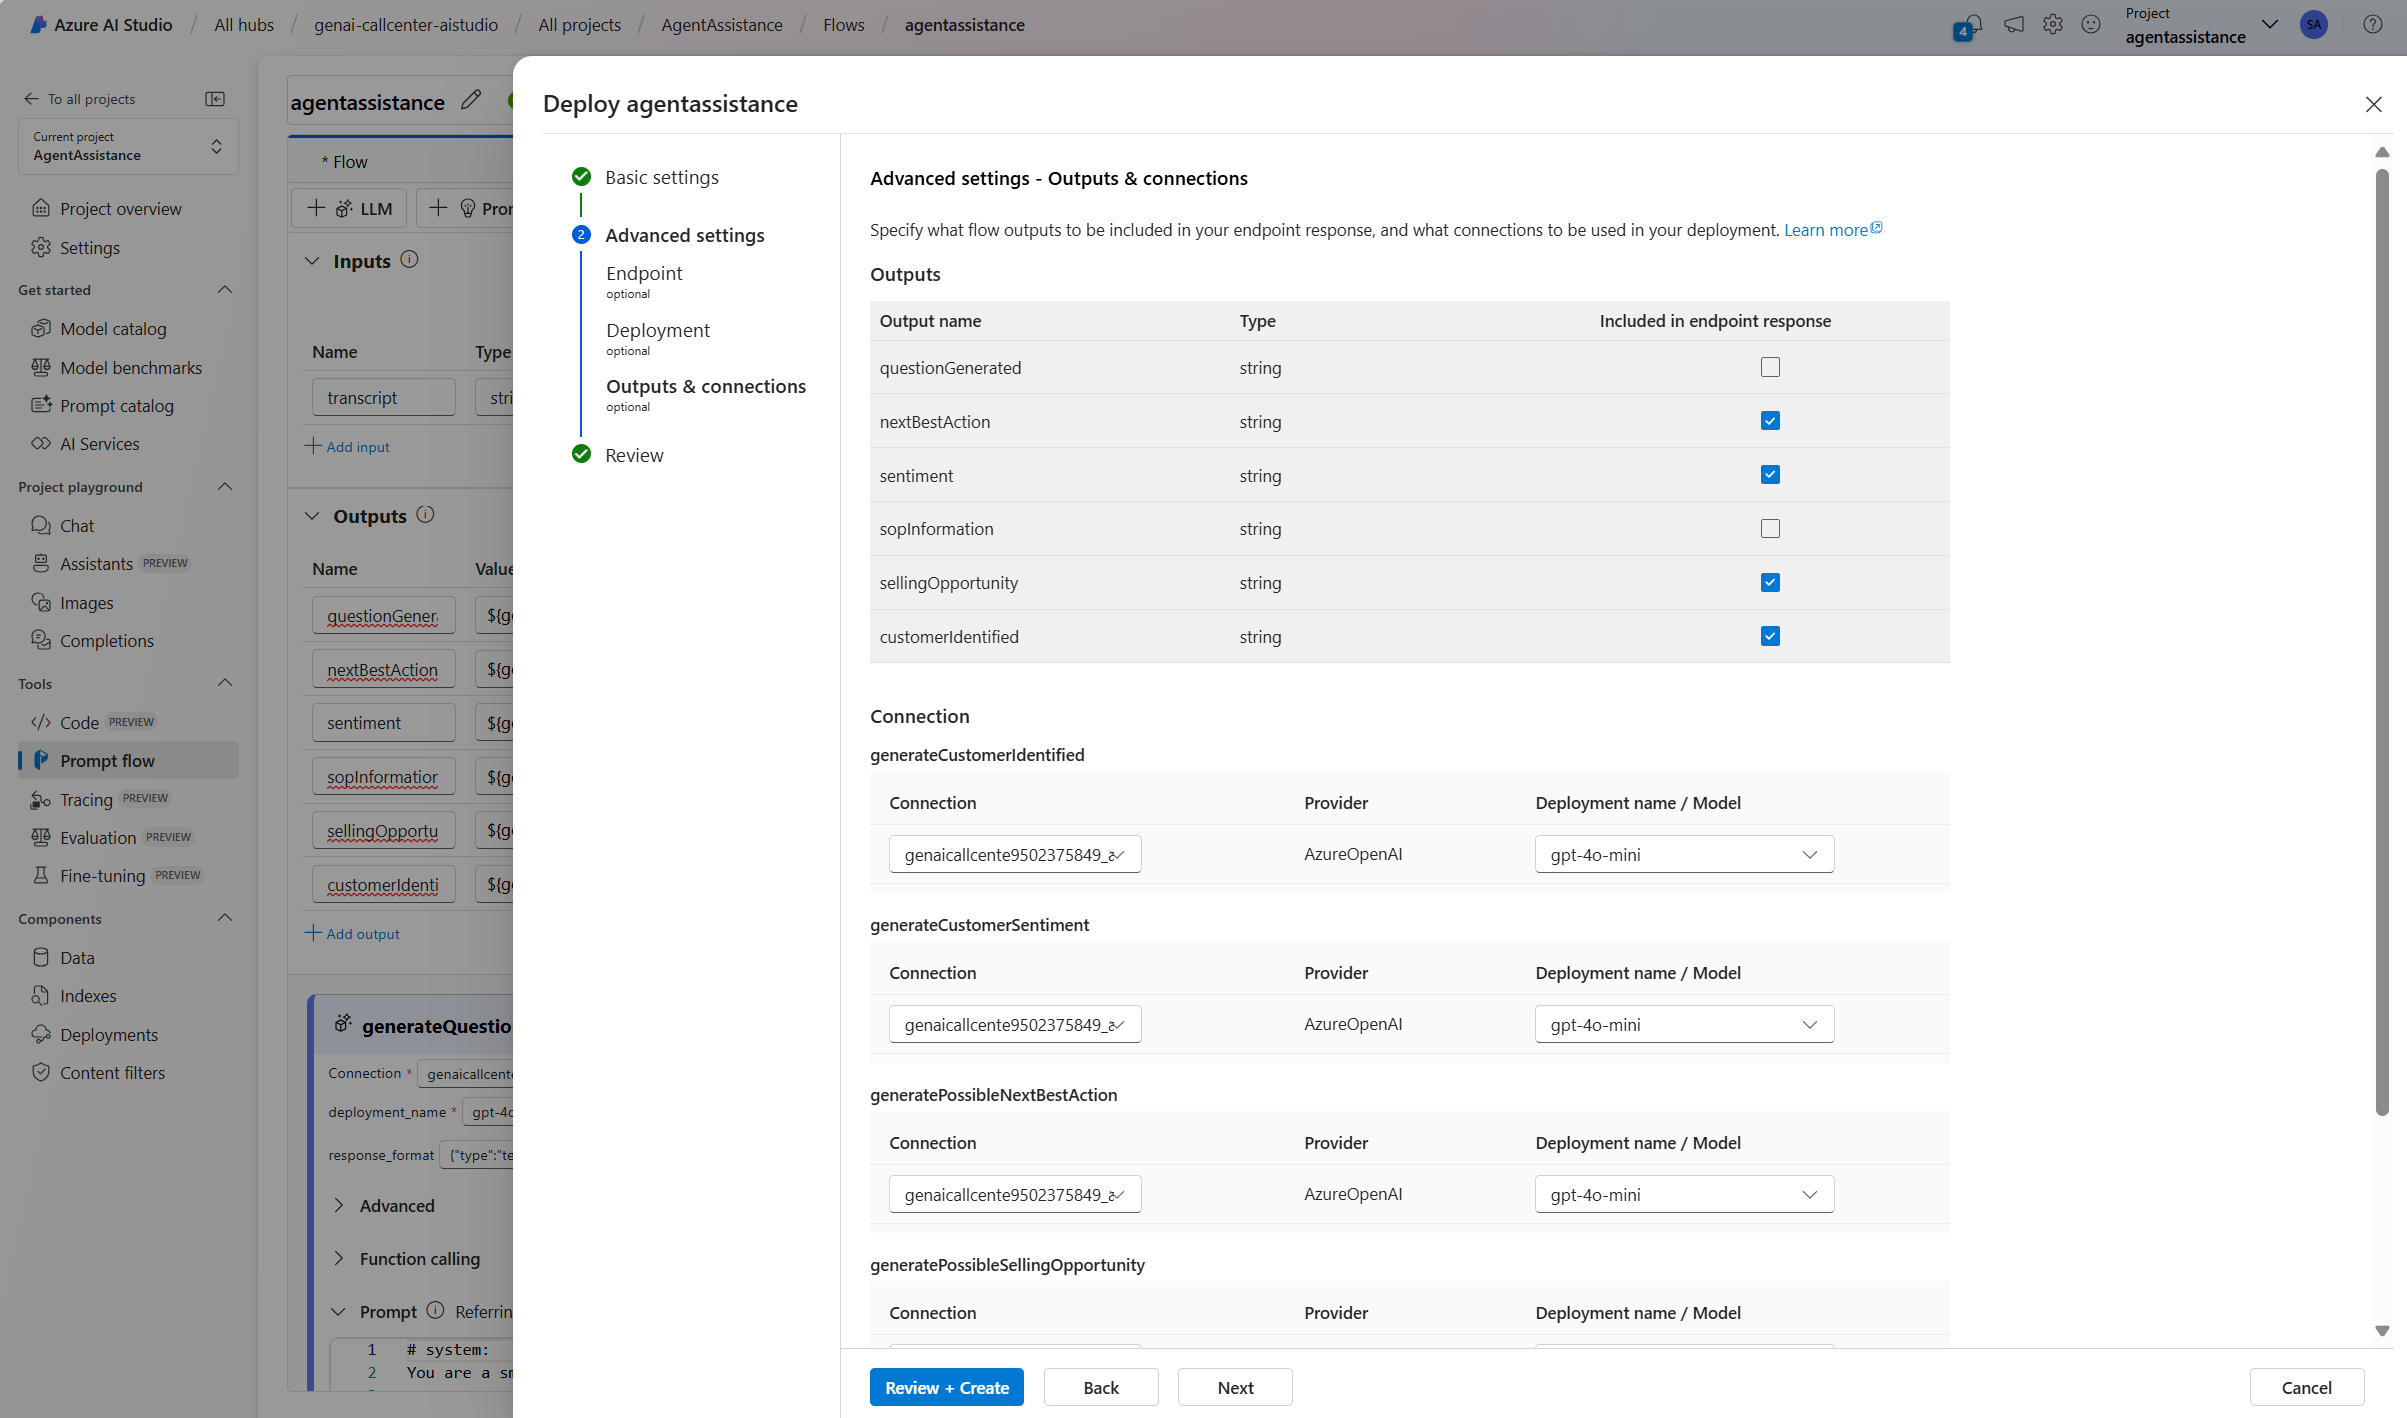 Azure AI Studio / All hubs / genai-callcenter-aistudio / All projects / AgentAssistance / Flows / agentassistance
4
Project
agentassistance
SA
To all projects
Current project
AgentAssistance
Project overview
Settings
Get started
Model catalog
Model benchmarks
Prompt catalog
AI Services
Project playground
Chat
Assistants PREVIEW
Images
Completions
Tools
Code PREVIEW
Prompt flow
Tracing PREVIEW
Evaluation PREVIEW
Fine-tuning PREVIEW
Components
Data
Indexes
Deployments
Content filters
agentassistance
* Flow
LLM
Pror
Inputs
Name Type
transcript stri
Add input
Outputs
Name Value
questionGener ${g
nextBestAction ${g
sentiment ${g
sopInformatior ${g
sellingOpportu ${g
customerIdenti ${g
Add output
generateQuestio
Connection * genaicallcent
deployment_name * gpt-4o
response_format {"type":"te
Advanced
Function calling
Prompt Referrin
1 # system:
2 You are a sm
Deploy agentassistance
Basic settings
2 Advanced settings
Endpoint
optional
Deployment
optional
Outputs & connections
optional
Review
Advanced settings - Outputs & connections
Specify what flow outputs to be included in your endpoint response, and what connections to be used in your deployment. Learn more
Outputs
Output name Type Included in endpoint response
questionGenerated string
nextBestAction string
sentiment string
sopInformation string
sellingOpportunity string
customerIdentified string
Connection
generateCustomerIdentified
Connection Provider Deployment name / Model
genaicallcente9502375849_a AzureOpenAI gpt-4o-mini
generateCustomerSentiment
Connection Provider Deployment name / Model
genaicallcente9502375849_a AzureOpenAI gpt-4o-mini
generatePossibleNextBestAction
Connection Provider Deployment name / Model
genaicallcente9502375849_a AzureOpenAI gpt-4o-mini
generatePossibleSellingOpportunity
Connection Provider Deployment name / Model
Review + Create Back Next Cancel